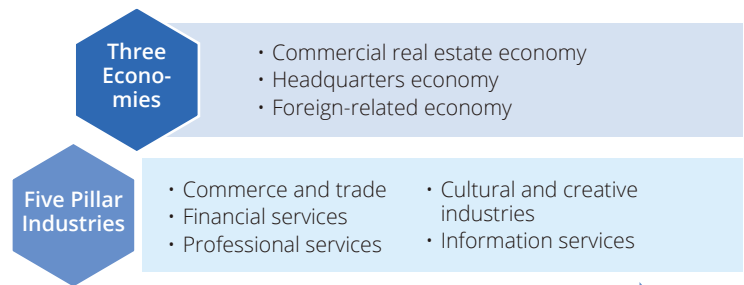 Three
Econo-
mies
• Commercial real estate economy
• Headquarters economy
• Foreign-related economy
Five Pillar
Industries
• Commerce and trade
• Financial services
• Professional services
• Cultural and creative
industries
• Information services